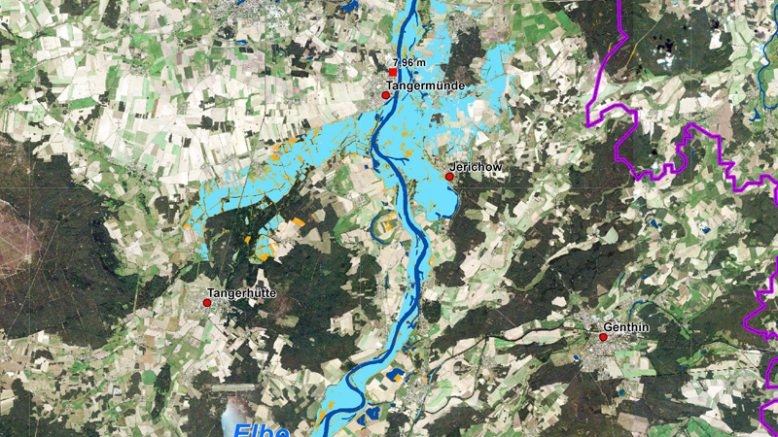 7.96 m
Tangermünde
Jerichow
Tangerhütte
Genthin
Elbe